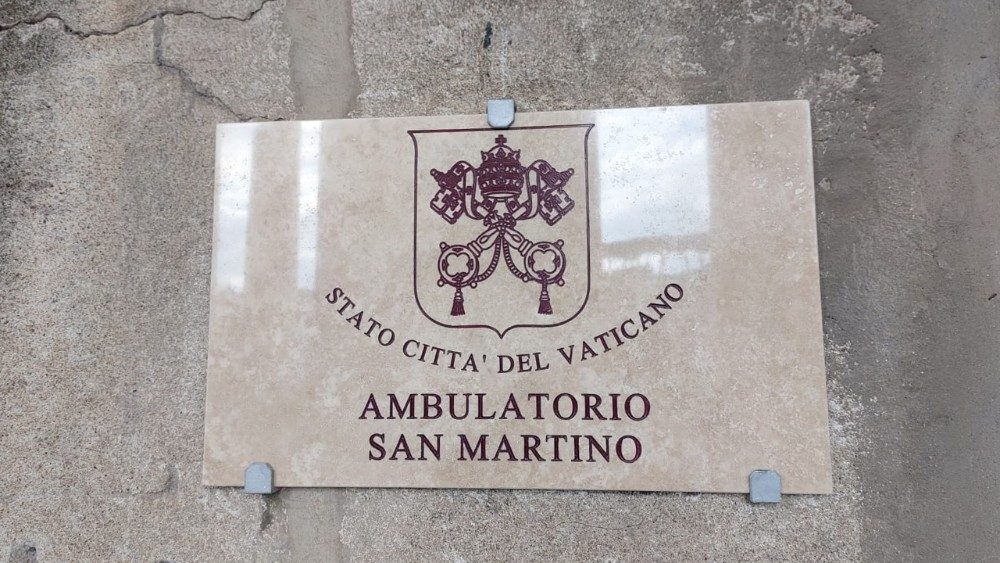 STATO CITTA' DEL VATICANO
AMBULATORIO
SAN MARTINO